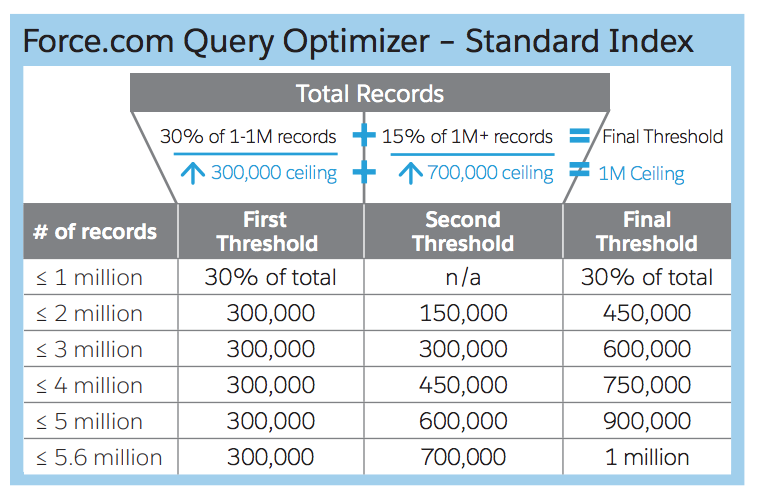 Force.com Query Optimizer – Standard Index
Total Records
30% of 1-1M records + 15% of 1M+ records = Final Threshold
↑ 300,000 ceiling + ↑ 700,000 ceiling = 1M Ceiling
# of records First Threshold Second Threshold Final Threshold
≤ 1 million 30% of total n/a 30% of total
≤ 2 million 300,000 150,000 450,000
≤ 3 million 300,000 300,000 600,000
≤ 4 million 300,000 450,000 750,000
≤ 5 million 300,000 600,000 900,000
≤ 5.6 million 300,000 700,000 1 million